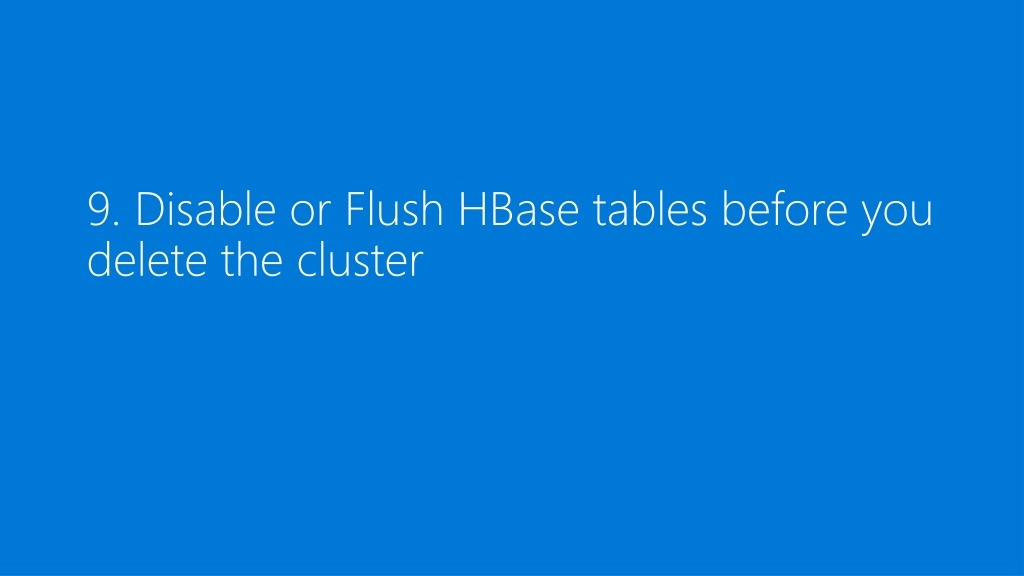 9. Disable or Flush HBase tables before you
delete the cluster